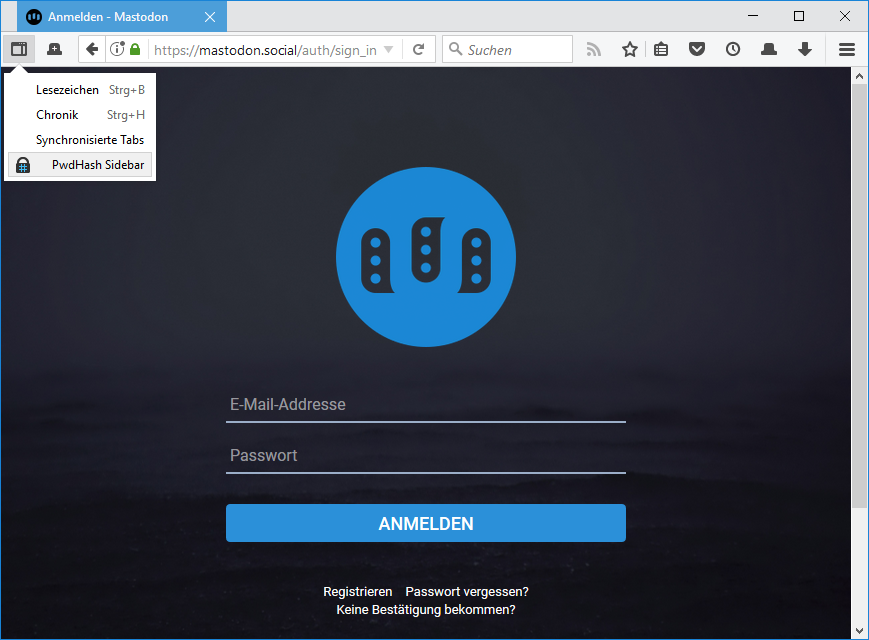 Anmelden - Mastodon
https://mastodon.social/auth/sign_in
Suchen
Lesezeichen Strg+B
Chronik Strg+H
Synchronisierte Tabs
PwdHash Sidebar
E-Mail-Addresse
Passwort
ANMELDEN
Registrieren Passwort vergessen?
Keine Bestätigung bekommen?